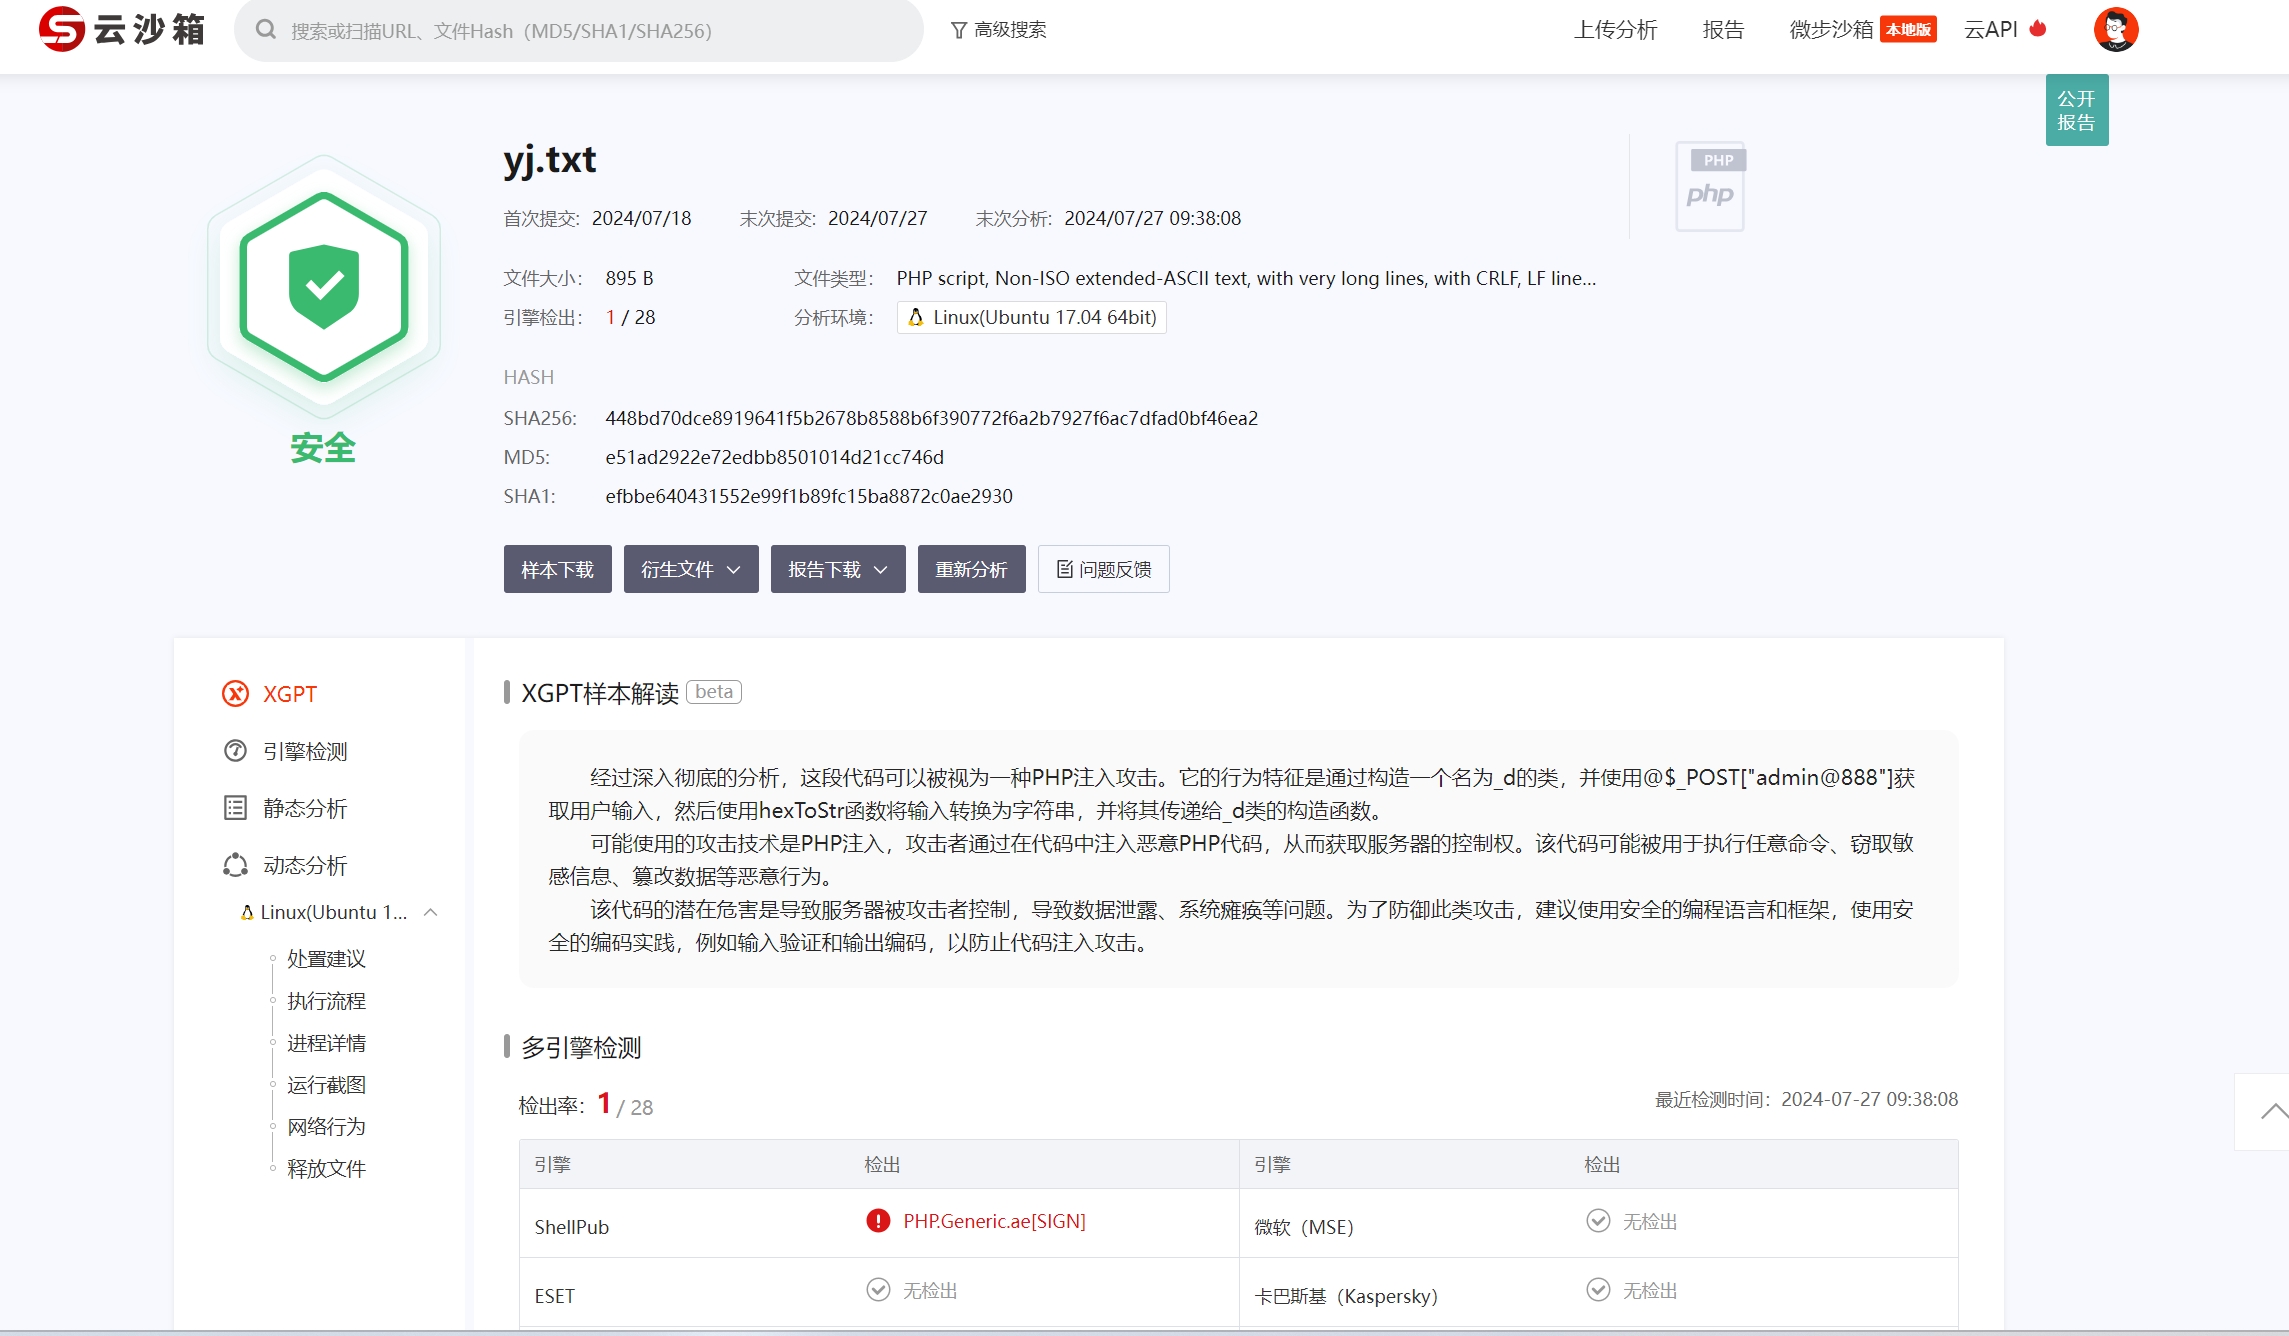 云沙箱
搜索或扫描URL、文件Hash（MD5/SHA1/SHA256）
高级搜索
上传分析
报告
微步沙箱 本地版
云API
公开
报告
yj.txt
PHP
php
首次提交: 2024/07/18 末次提交: 2024/07/27 末次分析: 2024/07/27 09:38:08
文件大小: 895 B 文件类型: PHP script, Non-ISO extended-ASCII text, with very long lines, with CRLF, LF line...
引擎检出: 1 / 28 分析环境: Linux(Ubuntu 17.04 64bit)
安全
HASH
SHA256: 448bd70dce8919641f5b2678b8588b6f390772f6a2b7927f6ac7dfad0bf46ea2
MD5: e51ad2922e72edbb8501014d21cc746d
SHA1: efbbe640431552e99f1b89fc15ba8872c0ae2930
样本下载 衍生文件 报告下载 重新分析 问题反馈
XGPT
引擎检测
静态分析
动态分析
Linux(Ubuntu 1...
处置建议
执行流程
进程详情
运行截图
网络行为
释放文件
XGPT样本解读 beta
经过深入彻底的分析，这段代码可以被视为一种PHP注入攻击。它的行为特征是通过构造一个名为_d的类，并使用@$_POST["admin@888"]获
取用户输入，然后使用hexToStr函数将输入转换为字符串，并将其传递给_d类的构造函数。
可能使用的攻击技术是PHP注入，攻击者通过在代码中注入恶意PHP代码，从而获取服务器的控制权。该代码可能被用于执行任意命令、窃取敏
感信息、篡改数据等恶意行为。
该代码的潜在危害是导致服务器被攻击者控制，导致数据泄露、系统瘫痪等问题。为了防御此类攻击，建议使用安全的编程语言和框架，使用安
全的编码实践，例如输入验证和输出编码，以防止代码注入攻击。
多引擎检测
检出率: 1 / 28
最近检测时间: 2024-07-27 09:38:08
引擎 检出 引擎 检出
ShellPub PHP.Generic.ae[SIGN] 微软（MSE） 无检出
ESET 无检出 卡巴斯基（Kaspersky） 无检出